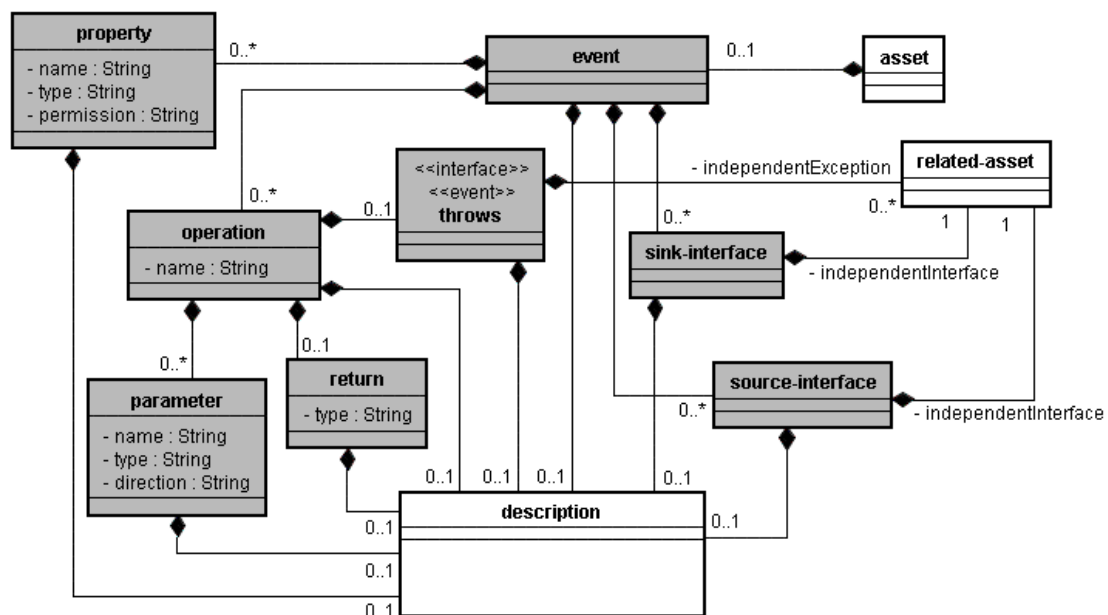 property
- name : String
- type : String
- permission : String
0..*
event
0..1
asset
<<interface>>
<<event>>
throws
- independentException
related-asset
0..*
0..1
0..*
0..*
1
1
operation
- name : String
sink-interface
- independentInterface
0..*
0..1
return
- type : String
source-interface
0..*
- independentInterface
parameter
- name : String
- type : String
- direction : String
0..1
0..1
0..1
0..1
description
0..1
0..1
0..1
0..1